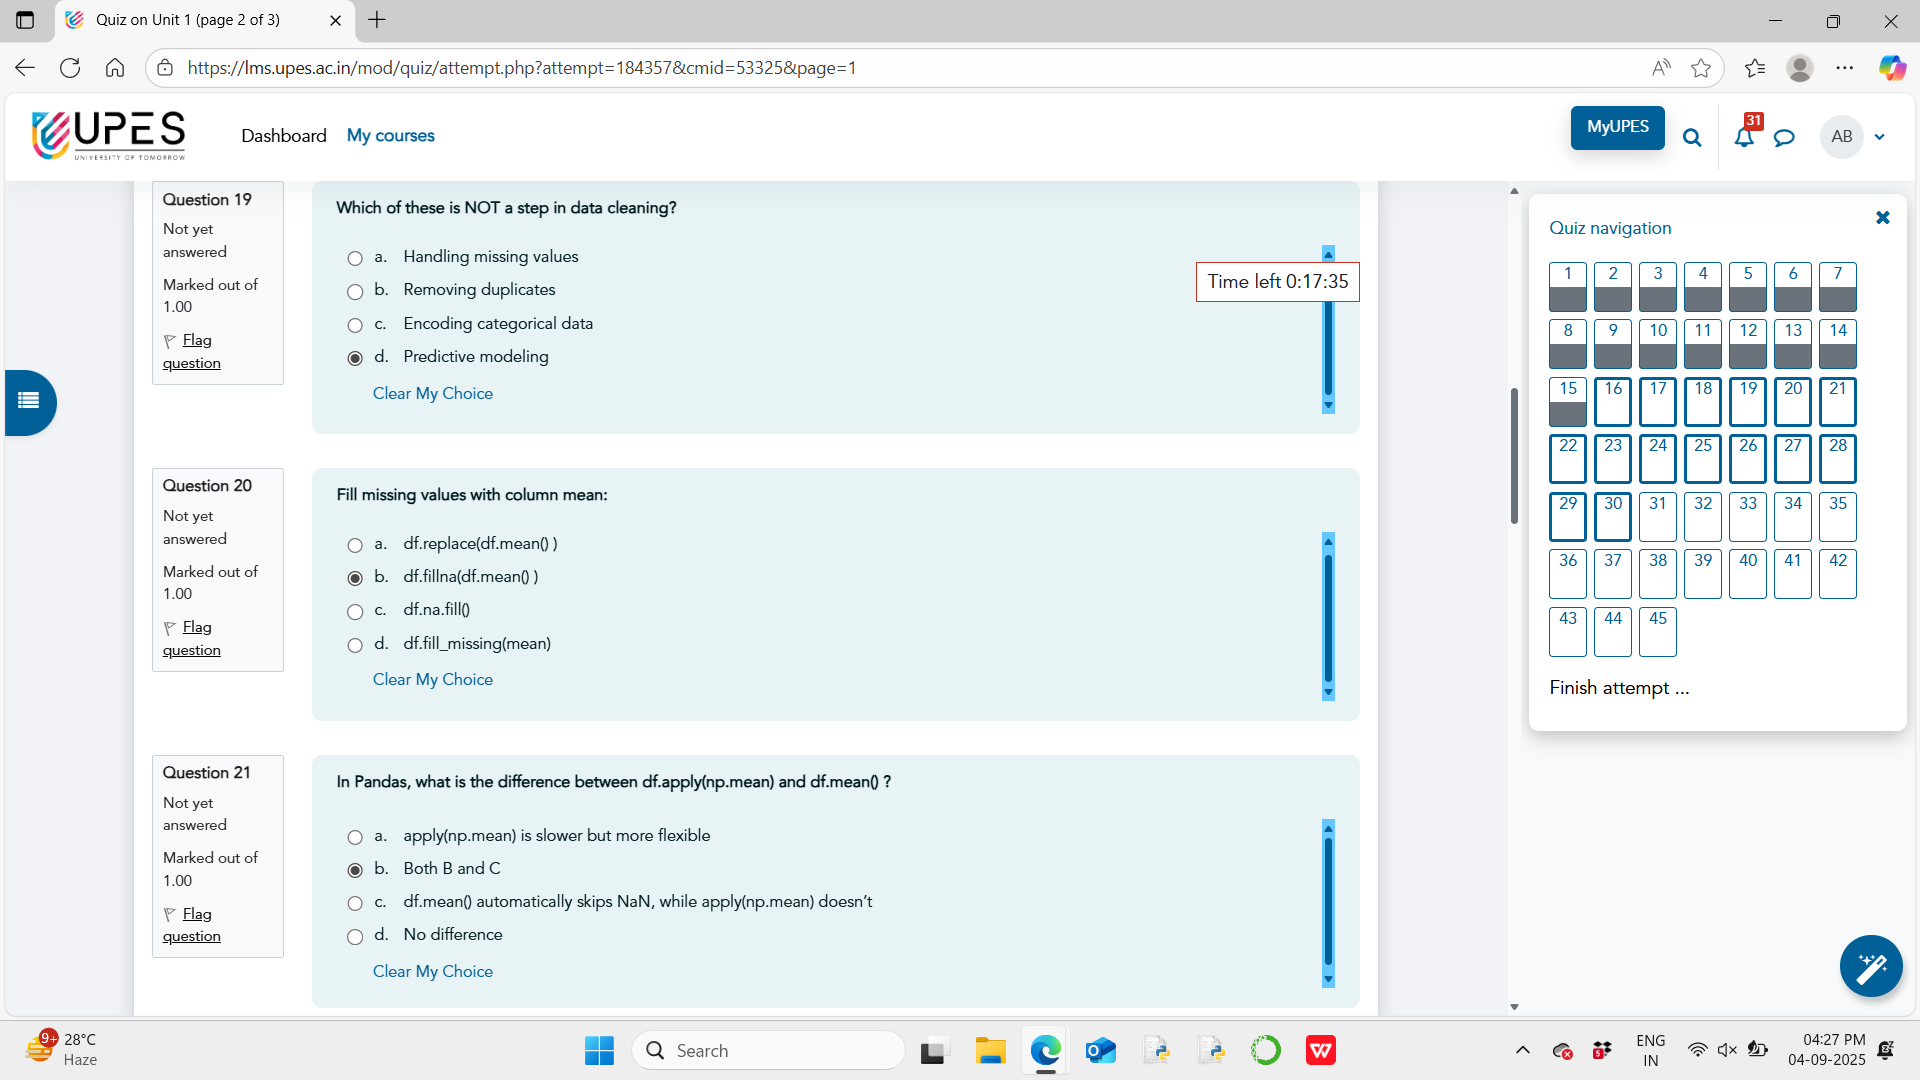 Quiz on Unit 1 (page 2 of 3)
https://lms.upes.ac.in/mod/quiz/attempt.php?attempt=184357&cmid=53325&page=1
UPES
UNIVERSITY OF TOMORROW
Dashboard
My courses
MyUPES
31
AB
Question 19
Not yet
answered
Marked out of
1.00
Flag
question
Which of these is NOT a step in data cleaning?
a. Handling missing values
b. Removing duplicates
c. Encoding categorical data
d. Predictive modeling
Clear My Choice
Time left 0:17:35
Question 20
Not yet
answered
Marked out of
1.00
Flag
question
Fill missing values with column mean:
a. df.replace(df.mean() )
b. df.fillna(df.mean() )
c. df.na.fill()
d. df.fill_missing(mean)
Clear My Choice
Question 21
Not yet
answered
Marked out of
1.00
Flag
question
In Pandas, what is the difference between df.apply(np.mean) and df.mean() ?
a. apply(np.mean) is slower but more flexible
b. Both B and C
c. df.mean() automatically skips NaN, while apply(np.mean) doesn't
d. No difference
Clear My Choice
Quiz navigation
1 2 3 4 5 6 7
8 9 10 11 12 13 14
15 16 17 18 19 20 21
22 23 24 25 26 27 28
29 30 31 32 33 34 35
36 37 38 39 40 41 42
43 44 45
Finish attempt ...
9+
28°C
Haze
Search
ENG
IN
04:27 PM
04-09-2025